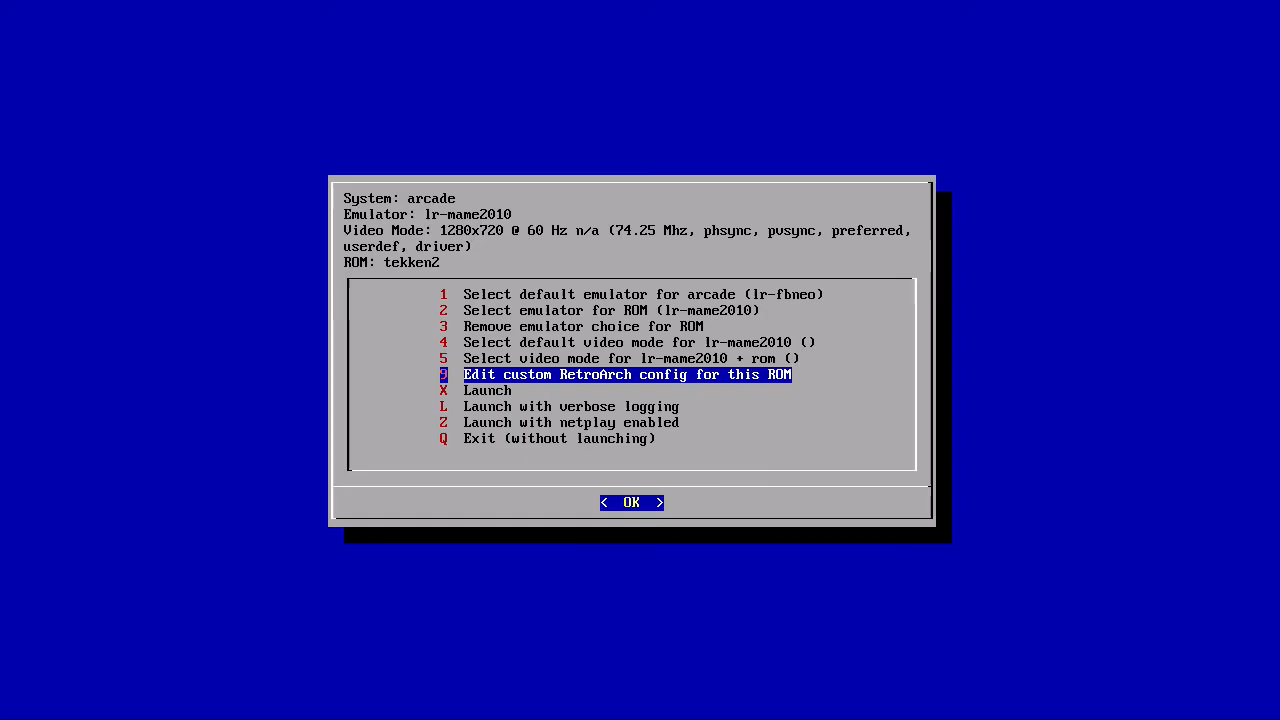 System: arcade
Emulator: lr-mame2010
Video Mode: 1280x720 @ 60 Hz n/a (74.25 Mhz, phsync, pvsync, preferred,
userdef, driver)
ROM: tekken2
1 Select default emulator for arcade (lr-fbneo)
2 Select emulator for ROM (lr-mame2010)
3 Remove emulator choice for ROM
4 Select default video mode for lr-mame2010 ()
5 Select video mode for lr-mame2010 + rom ()
9 Edit custom RetroArch config for this ROM
X Launch
L Launch with verbose logging
Z Launch with netplay enabled
Q Exit (without launching)
< OK >